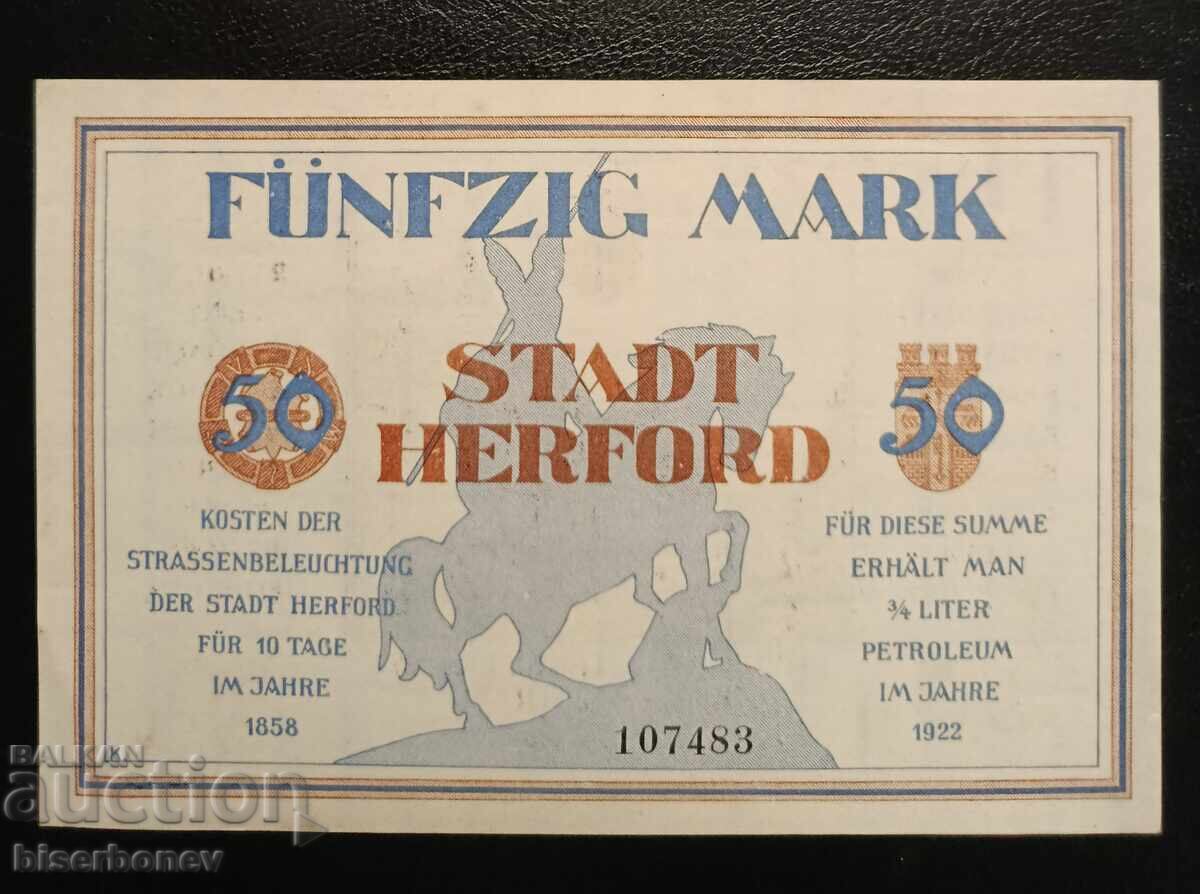 FÜNFZIG MARK
STADT
HERFORD
50
50
KOSTEN DER
STRASSENBELEUCHTUNG
DER STADT HERFORD
FÜR 10 TAGE
IM JAHRE
1858
FÜR DIESE SUMME
ERHÄLT MAN
¾ LITER
PETROLEUM
IM JAHRE
1922
107483
BALKAN
auction
biserbonev